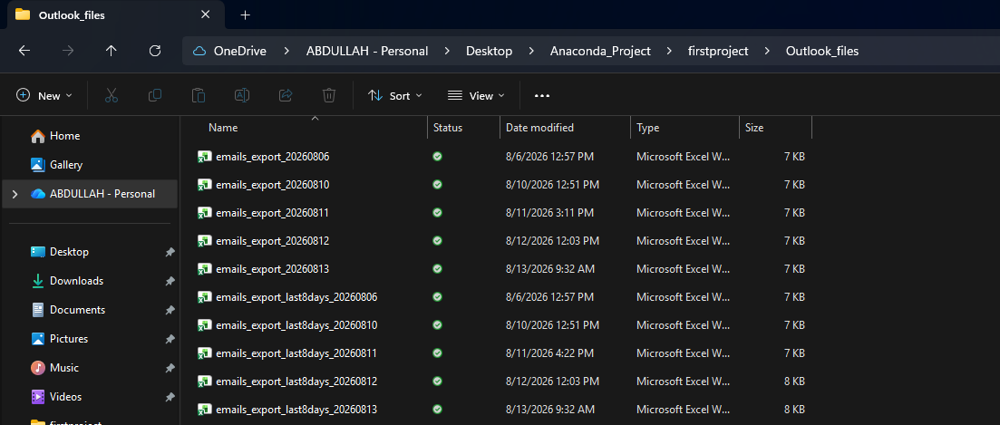 Outlook_files
OneDrive > ABDULLAH - Personal > Desktop > Anaconda_Project > firstproject > Outlook_files
New Sort View
Name Status Date modified Type Size
Home
Gallery
ABDULLAH - Personal
Desktop
Downloads
Documents
Pictures
Music
Videos
firstproject
emails_export_20260806 8/6/2026 12:57 PM Microsoft Excel W... 7 KB
emails_export_20260810 8/10/2026 12:51 PM Microsoft Excel W... 7 KB
emails_export_20260811 8/11/2026 3:11 PM Microsoft Excel W... 7 KB
emails_export_20260812 8/12/2026 12:03 PM Microsoft Excel W... 7 KB
emails_export_20260813 8/13/2026 9:32 AM Microsoft Excel W... 7 KB
emails_export_last8days_20260806 8/6/2026 12:57 PM Microsoft Excel W... 7 KB
emails_export_last8days_20260810 8/10/2026 12:51 PM Microsoft Excel W... 7 KB
emails_export_last8days_20260811 8/11/2026 4:22 PM Microsoft Excel W... 7 KB
emails_export_last8days_20260812 8/12/2026 12:03 PM Microsoft Excel W... 8 KB
emails_export_last8days_20260813 8/13/2026 9:32 AM Microsoft Excel W... 8 KB